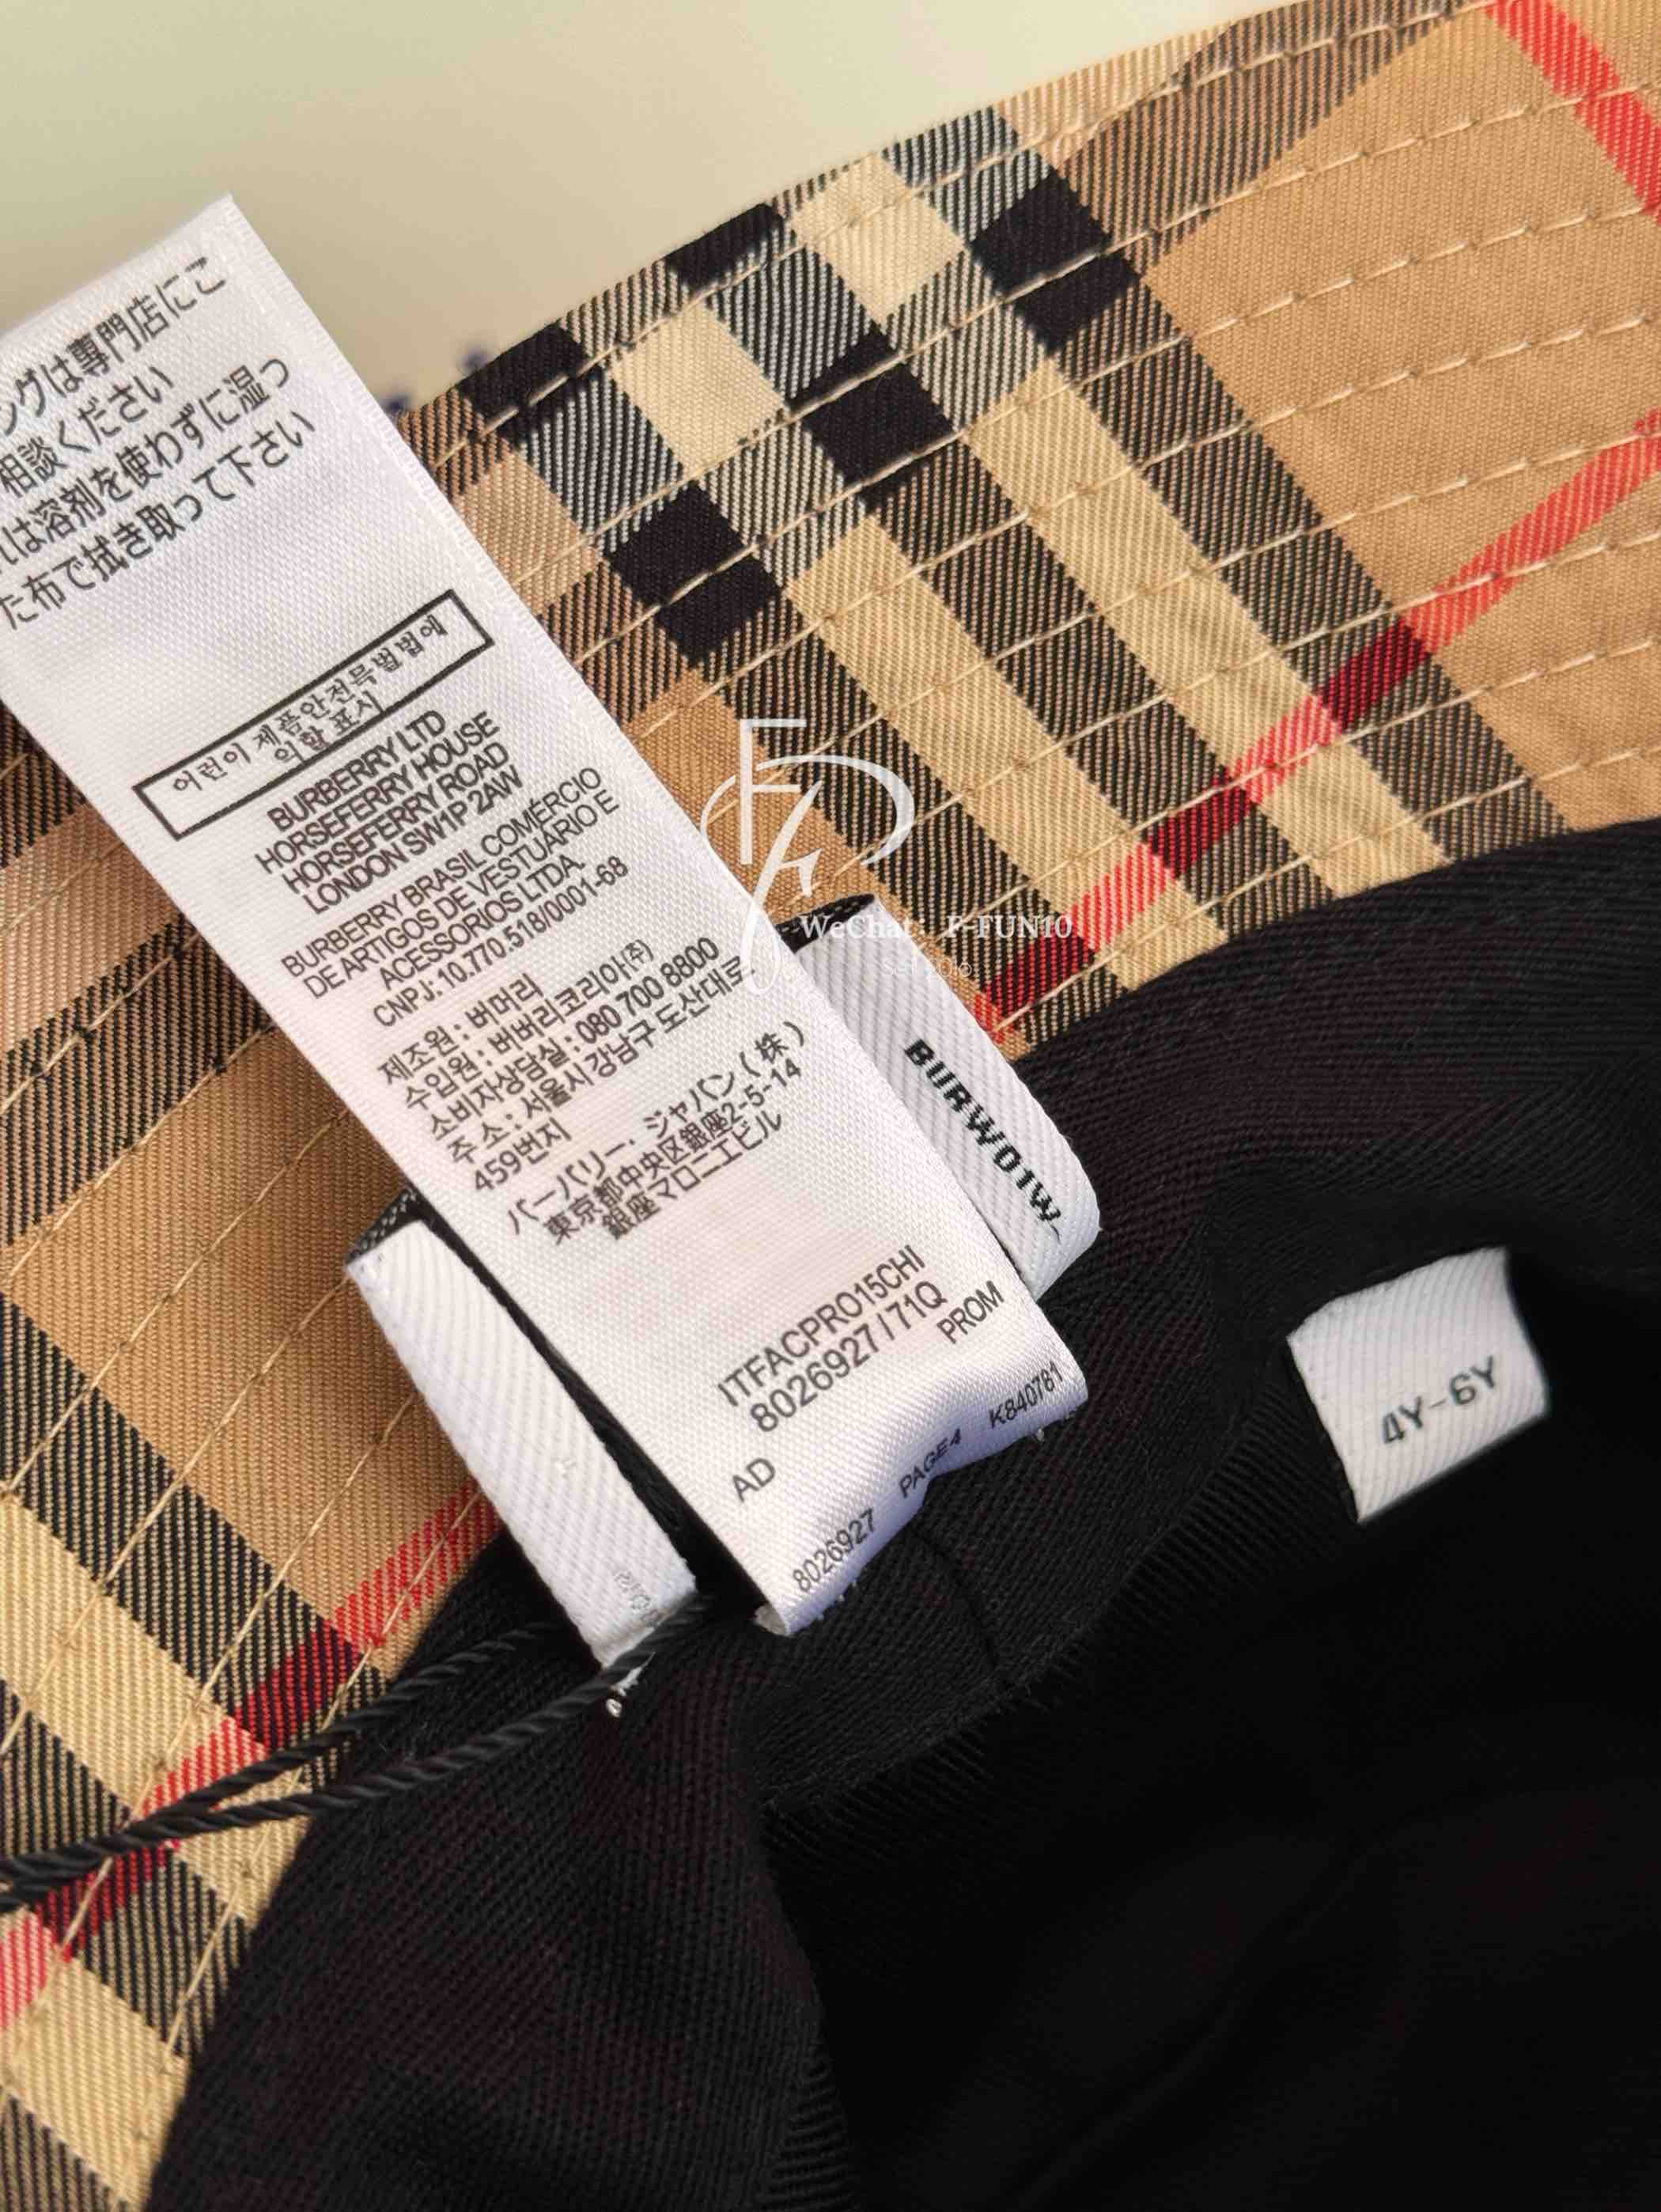 ングは専門店にこ
相談ください
は溶剤を使わずに湿っ
た布で拭き取って下さい
어린이 제품안전특별법에
의할 표시
BURBERRY LTD
HORSEFERRY HOUSE
HORSEFERRY ROAD
LONDON SW1P 2AW
BURBERRY BRASIL COMÉRCIO
DE ARTIGOS DE VESTUÁRIO E
ACESSORIOS LTDA.
CNPJ: 10.770.518/0001-68
제조원 : 버머리
수입원 : 버버리코리아(주)
소비자상담실 : 080 700 8800
주 소 : 서울시 강남구 도산대로
459번지
バーバリー．ジャパン（株）
東京都中央区銀座2-5-14
銀座マロニエビル
ITFACPRO15CHI
8026927 / 71Q
PROM
AD
8026927 PAGE4 K840781
BURW01W
4Y-6Y
WeChat: F-FUN10